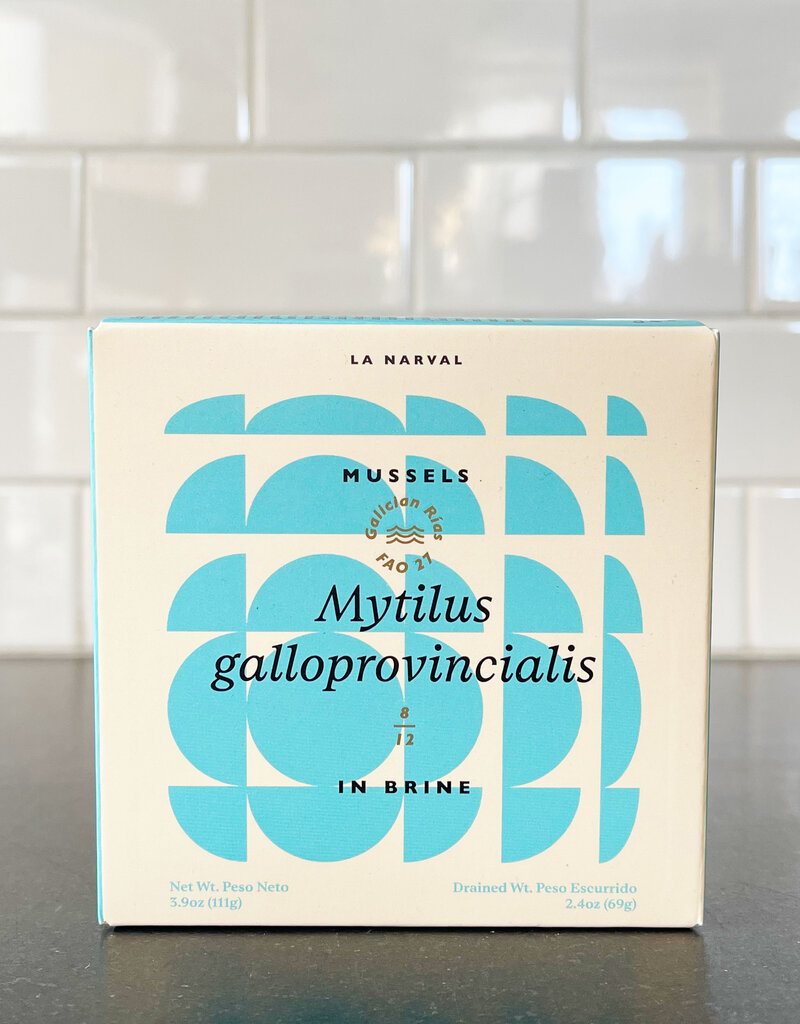 LA NARVAL
MUSSELS
Galician Rías
FAO 27
Mytilus
galloprovincialis
8
12
IN BRINE
Net Wt. Peso Neto
3.9oz (111g)
Drained Wt. Peso Escurrido
2.4oz (69g)